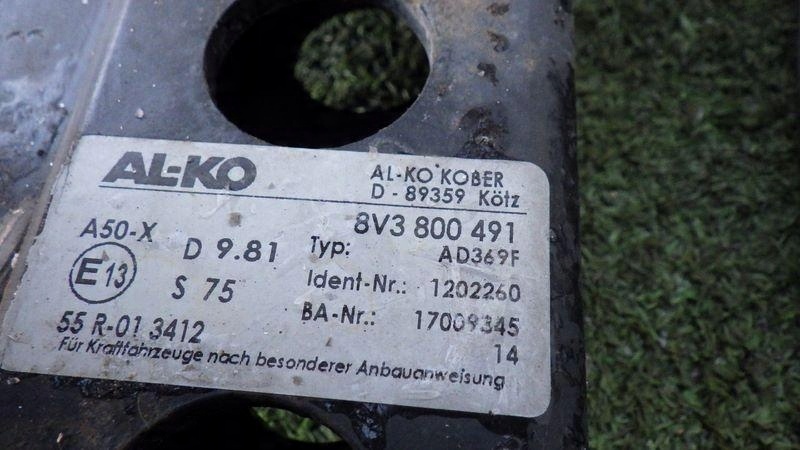 AL-KO
AL-KO KOBER
D - 89359 Kötz
8V3 800 491
A50-X D 9.81 Typ: AD369F
E13 S 75 Ident-Nr.: 1202260
BA-Nr.: 17009345
55 R-01 3412 14
Für Kraftfahrzeuge nach besonderer Anbauanweisung